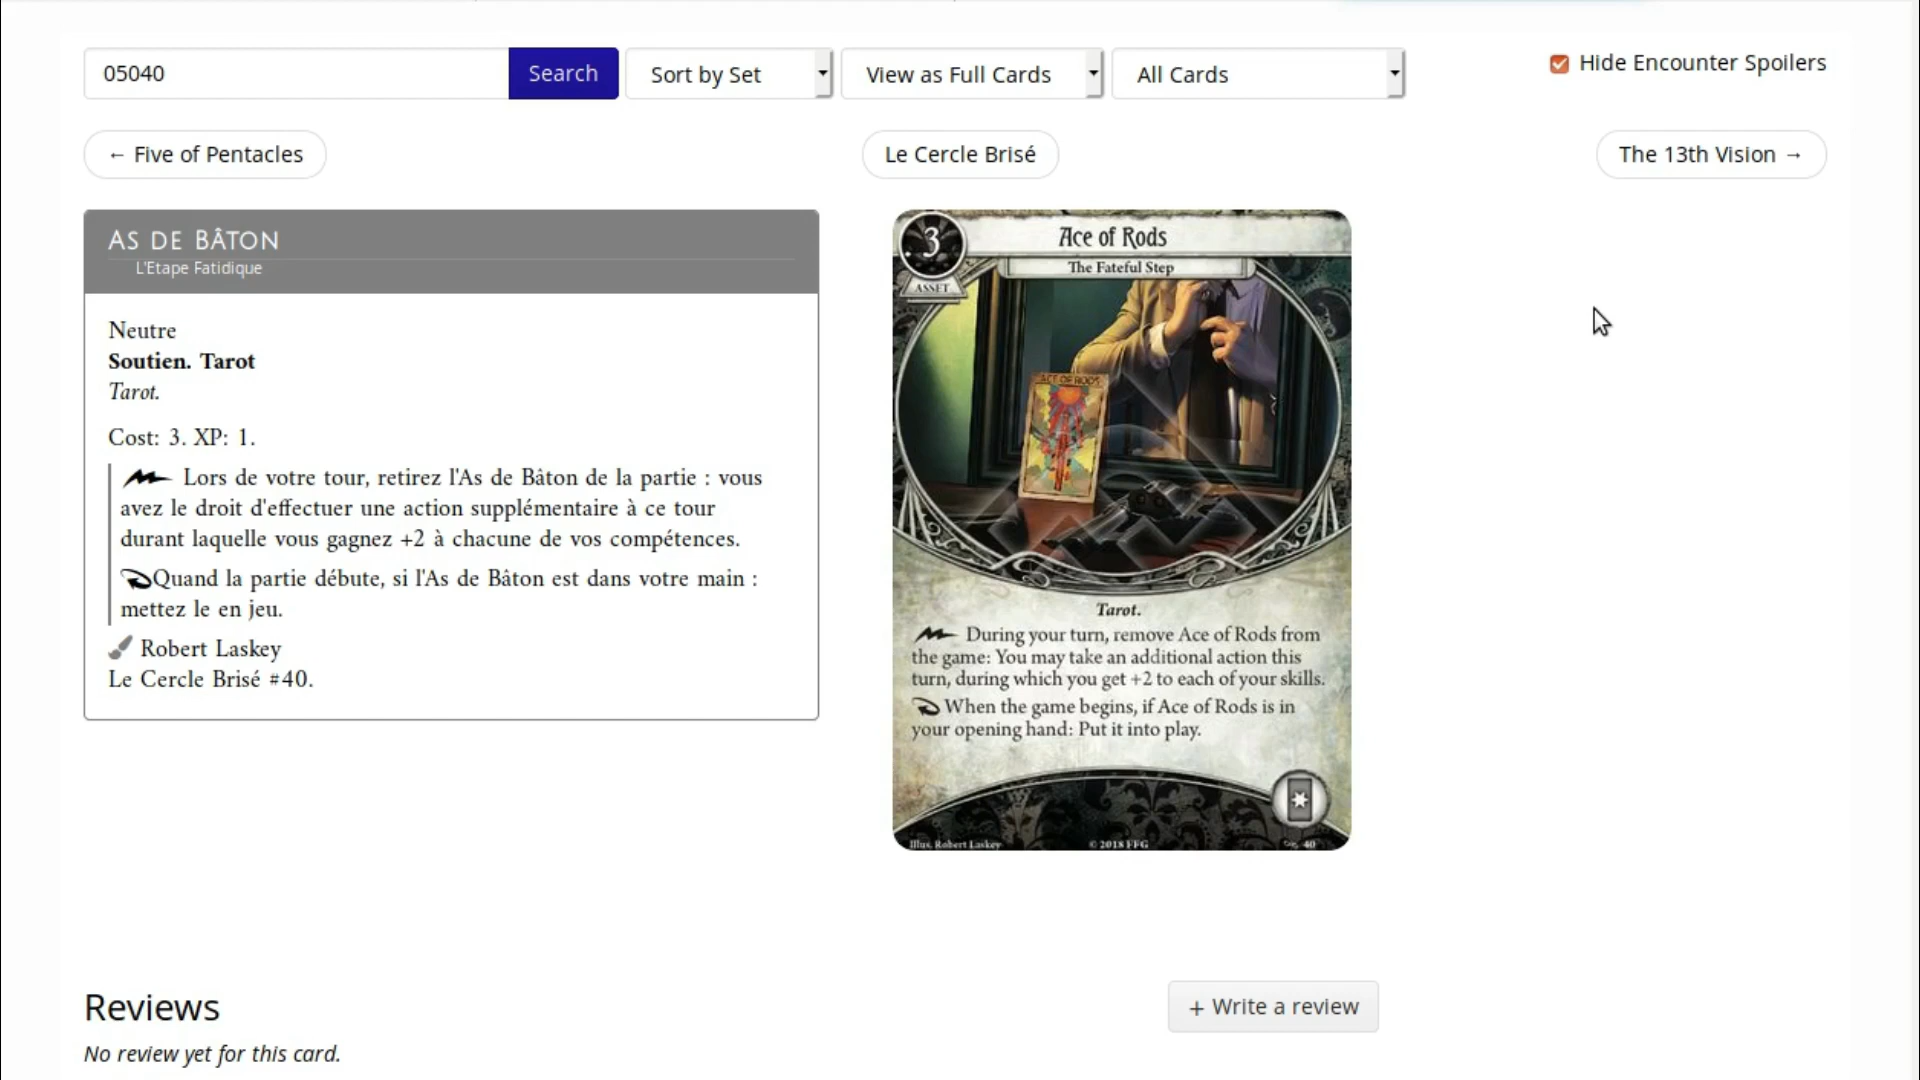 05040
Search
Sort by Set
View as Full Cards
All Cards
Hide Encounter Spoilers
← Five of Pentacles
Le Cercle Brisé
The 13th Vision →
As de Bâton
L'Etape Fatidique
Neutre
Soutien. Tarot
Tarot.
Cost: 3. XP: 1.
Lors de votre tour, retirez l'As de Bâton de la partie : vous
avez le droit d'effectuer une action supplémentaire à ce tour
durant laquelle vous gagnez +2 à chacune de vos compétences.
Quand la partie débute, si l'As de Bâton est dans votre main :
mettez le en jeu.
Robert Laskey
Le Cercle Brisé #40.
3
Ace of Rods
The Fateful Step
ASSET
ACE OF RODS
Tarot.
During your turn, remove Ace of Rods from
the game: You may take an additional action this
turn, during which you get +2 to each of your skills.
When the game begins, if Ace of Rods is in
your opening hand: Put it into play.
Illus. Robert Laskey
© 2018 FFG
40
Reviews
+ Write a review
No review yet for this card.